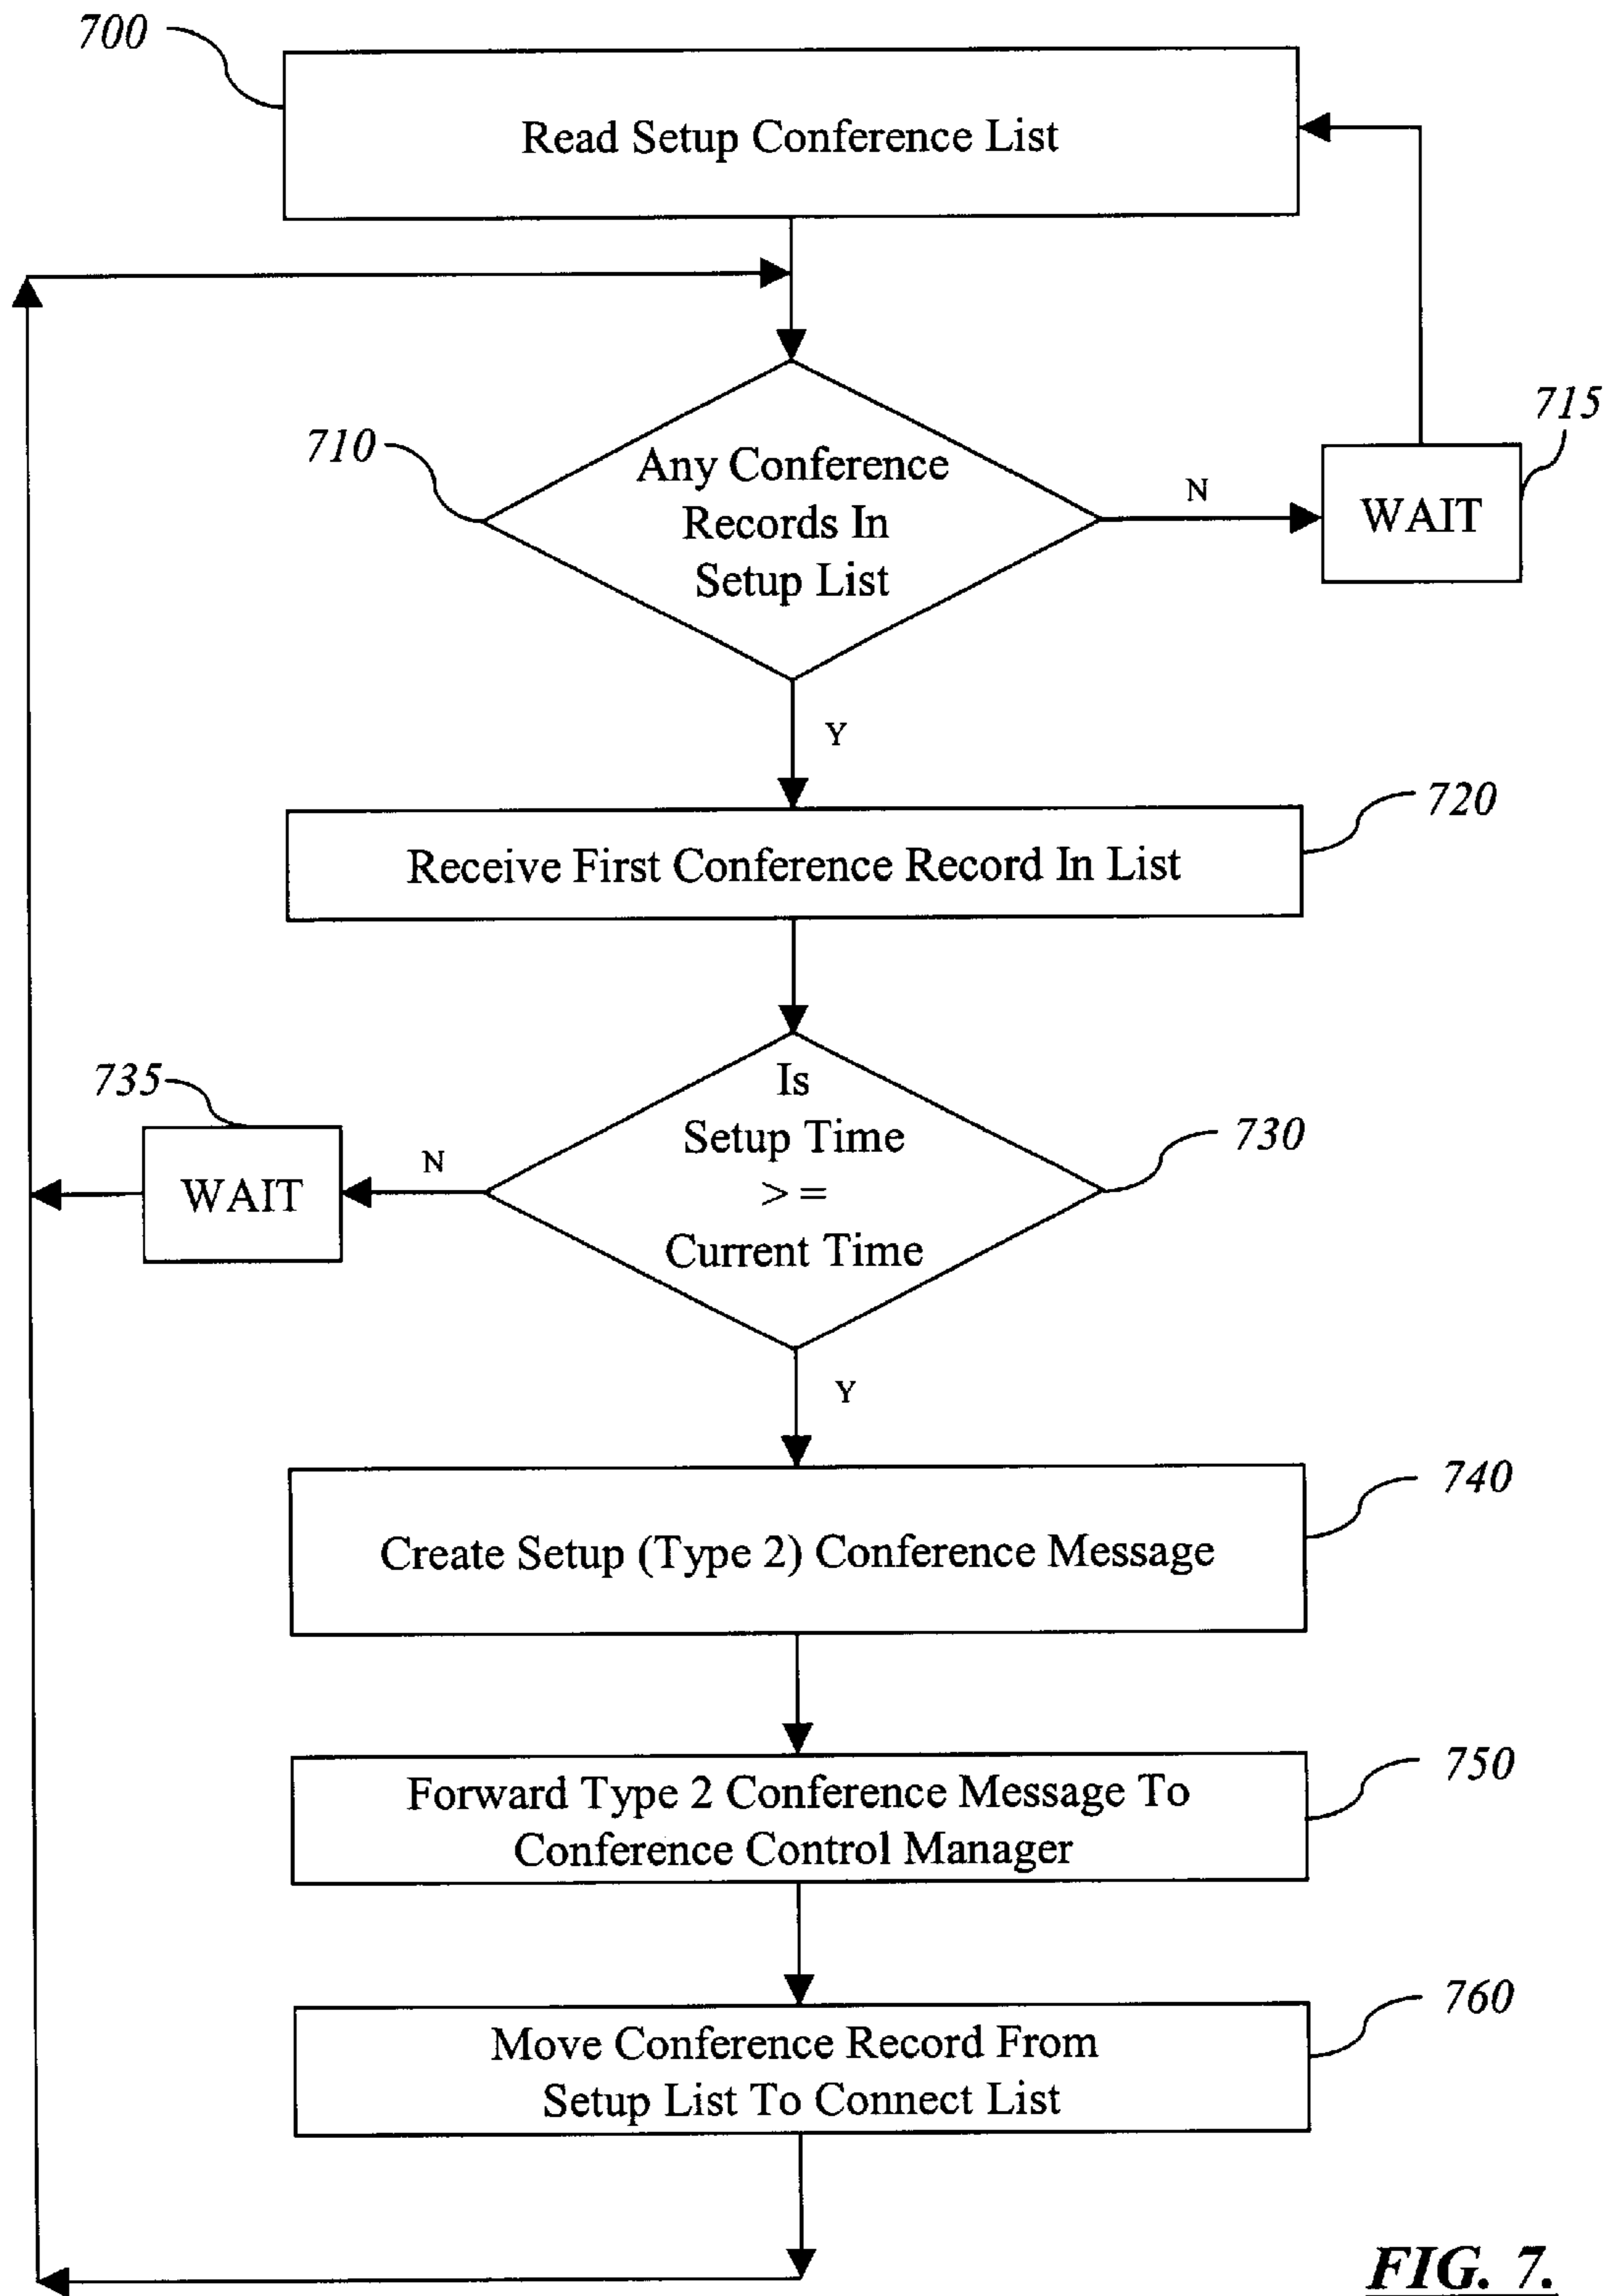 700
Read Setup Conference List
710
Any Conference
Records In
Setup List
N
715
WAIT
Y
720
Receive First Conference Record In List
735
WAIT
N
Is
Setup Time
> =
Current Time
730
Y
740
Create Setup (Type 2) Conference Message
750
Forward Type 2 Conference Message To
Conference Control Manager
760
Move Conference Record From
Setup List To Connect List
FIG. 7.